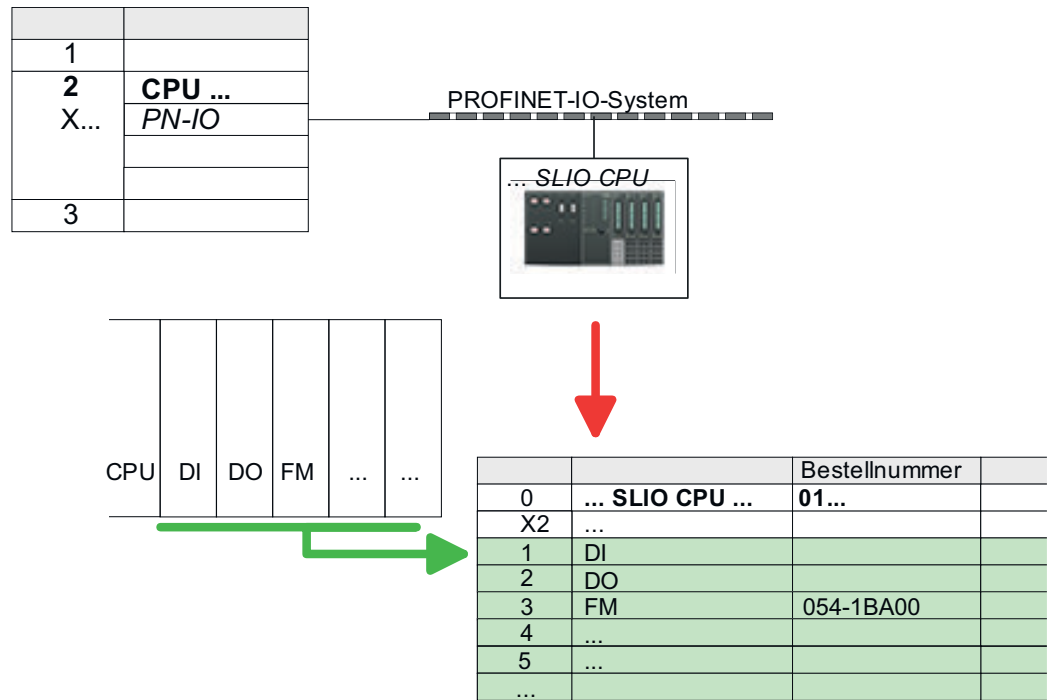 1
2 CPU ...
X... PN-IO
3
PROFINET-IO-System
... SLIO CPU
CPU DI DO FM ... ...
Bestellnummer
0 ... SLIO CPU ... 01...
X2 ...
1 DI
2 DO
3 FM 054-1BA00
4 ...
5 ...
...